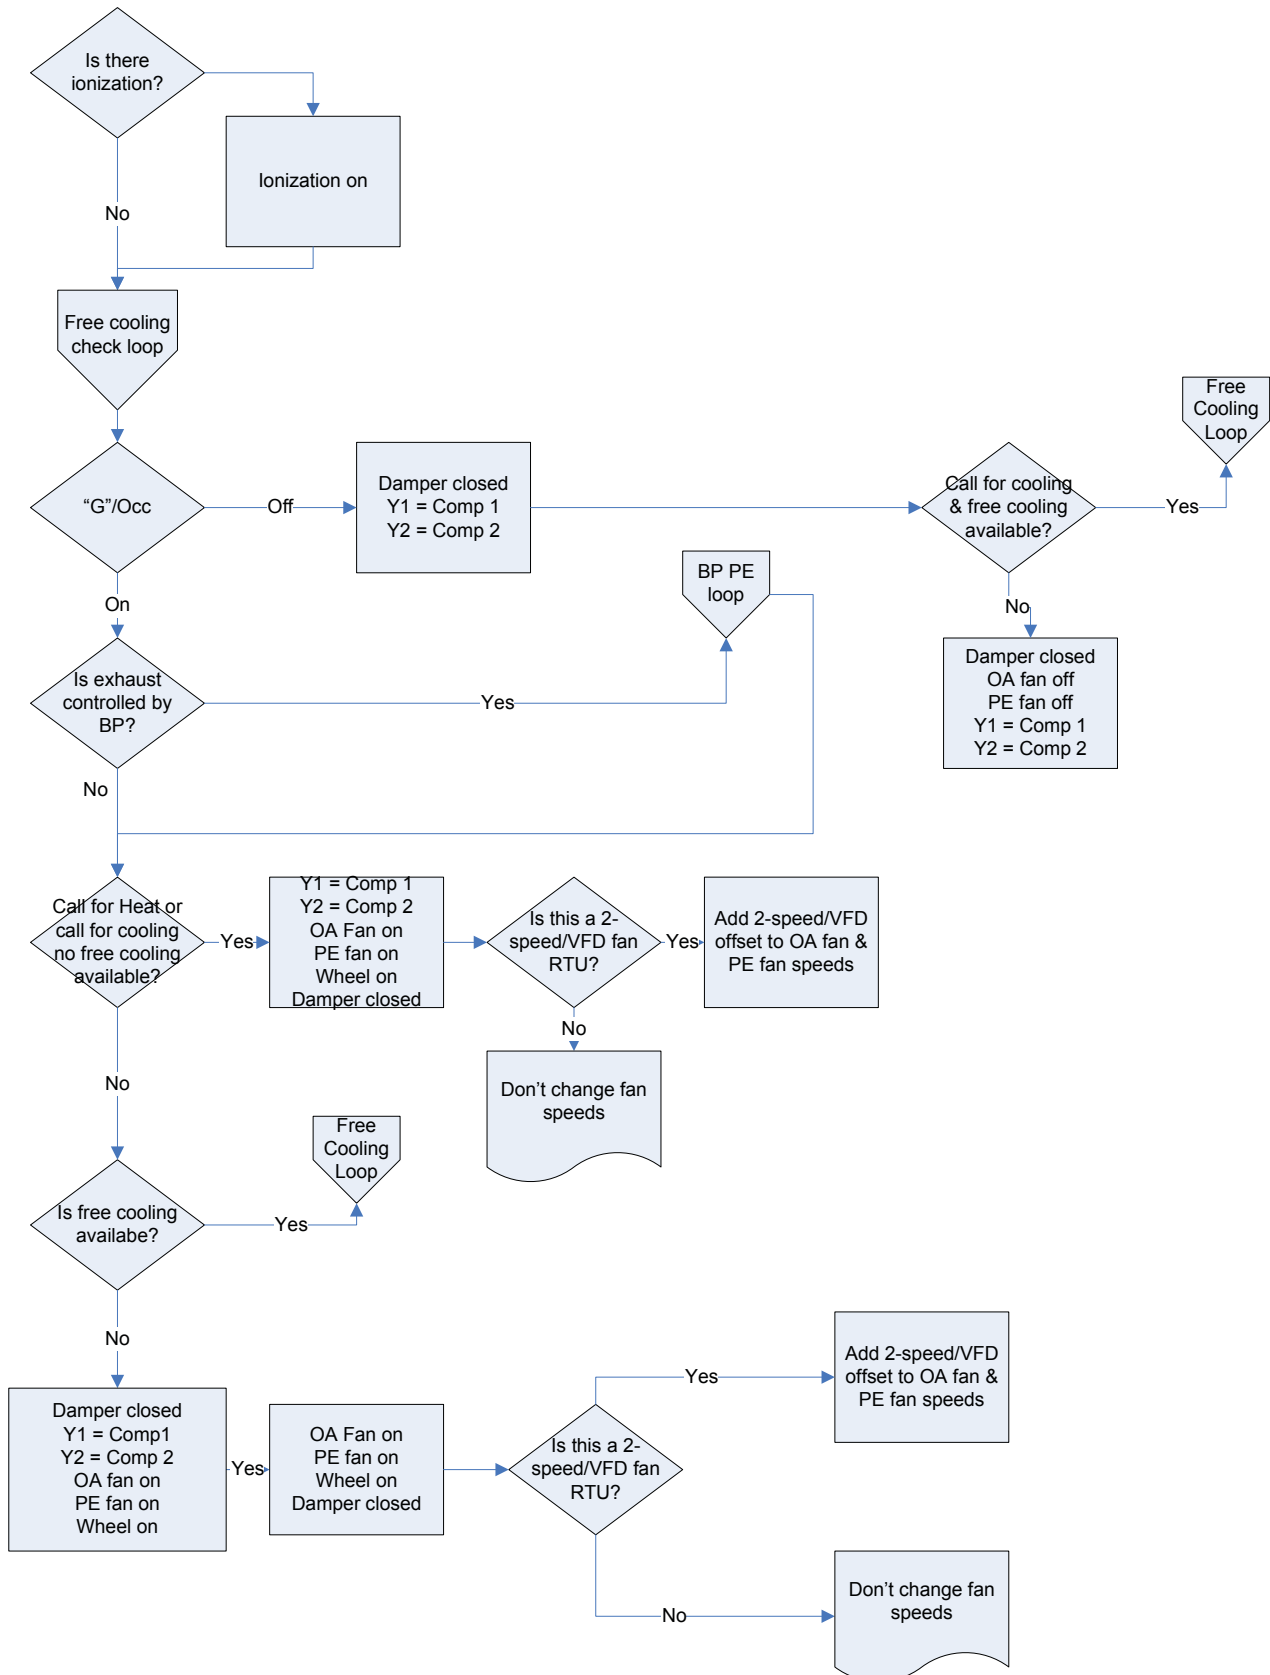 Is there
ionization?
Ionization on
No
Free cooling
check loop
Free
Cooling
Loop
“G”/Occ
Off
Damper closed
Y1 = Comp 1
Y2 = Comp 2
Call for cooling
& free cooling
available?
Yes
BP PE
loop
On
No
Damper closed
OA fan off
PE fan off
Y1 = Comp 1
Y2 = Comp 2
Is exhaust
controlled by
BP?
Yes
No
Call for Heat or
call for cooling
no free cooling
available?
Yes
Y1 = Comp 1
Y2 = Comp 2
OA Fan on
PE fan on
Wheel on
Damper closed
Is this a 2-
speed/VFD fan
RTU?
Yes
Add 2-speed/VFD
offset to OA fan &
PE fan speeds
No
Don’t change fan
speeds
No
Free
Cooling
Loop
Is free cooling
availabe?
Yes
No
Damper closed
Y1 = Comp1
Y2 = Comp 2
OA fan on
PE fan on
Wheel on
Yes
OA Fan on
PE fan on
Wheel on
Damper closed
Is this a 2-
speed/VFD fan
RTU?
Yes
Add 2-speed/VFD
offset to OA fan &
PE fan speeds
No
Don’t change fan
speeds